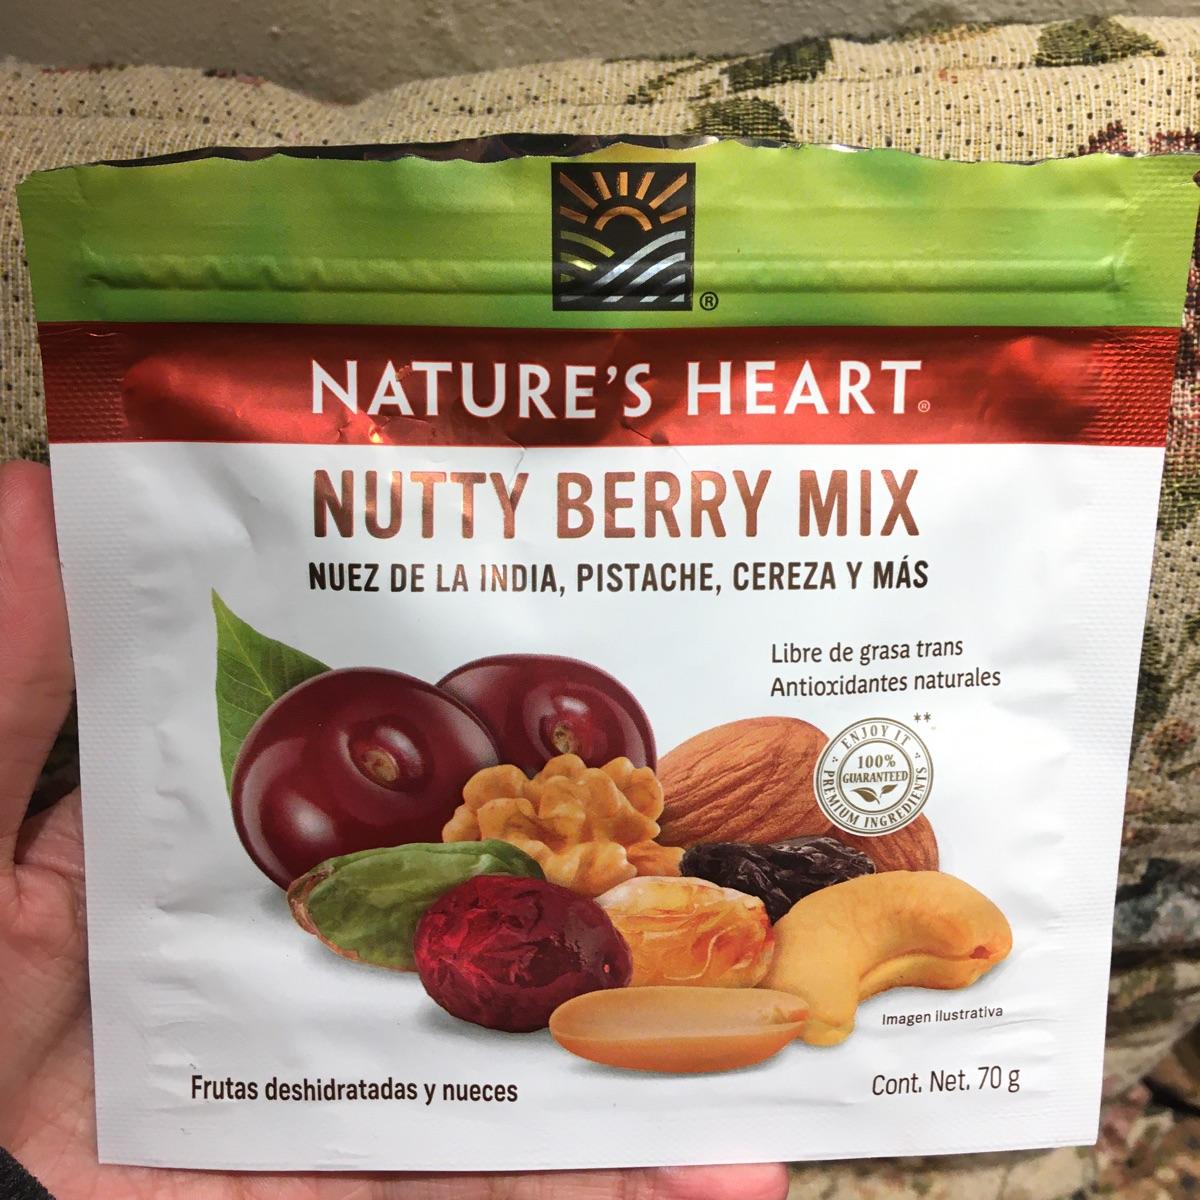 ®
NATURE'S HEART®
NUTTY BERRY MIX
NUEZ DE LA INDIA, PISTACHE, CEREZA Y MÁS
Libre de grasa trans
Antioxidantes naturales
**
ENJOY IT
100%
GUARANTEED
PREMIUM INGREDIENTS
Imagen ilustrativa
Frutas deshidratadas y nueces
Cont. Net. 70 g